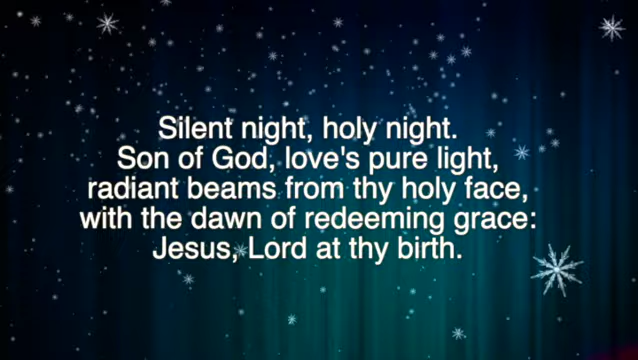 Silent night, holy night.
Son of God, love's pure light,
radiant beams from thy holy face,
with the dawn of redeeming grace:
Jesus, Lord at thy birth.